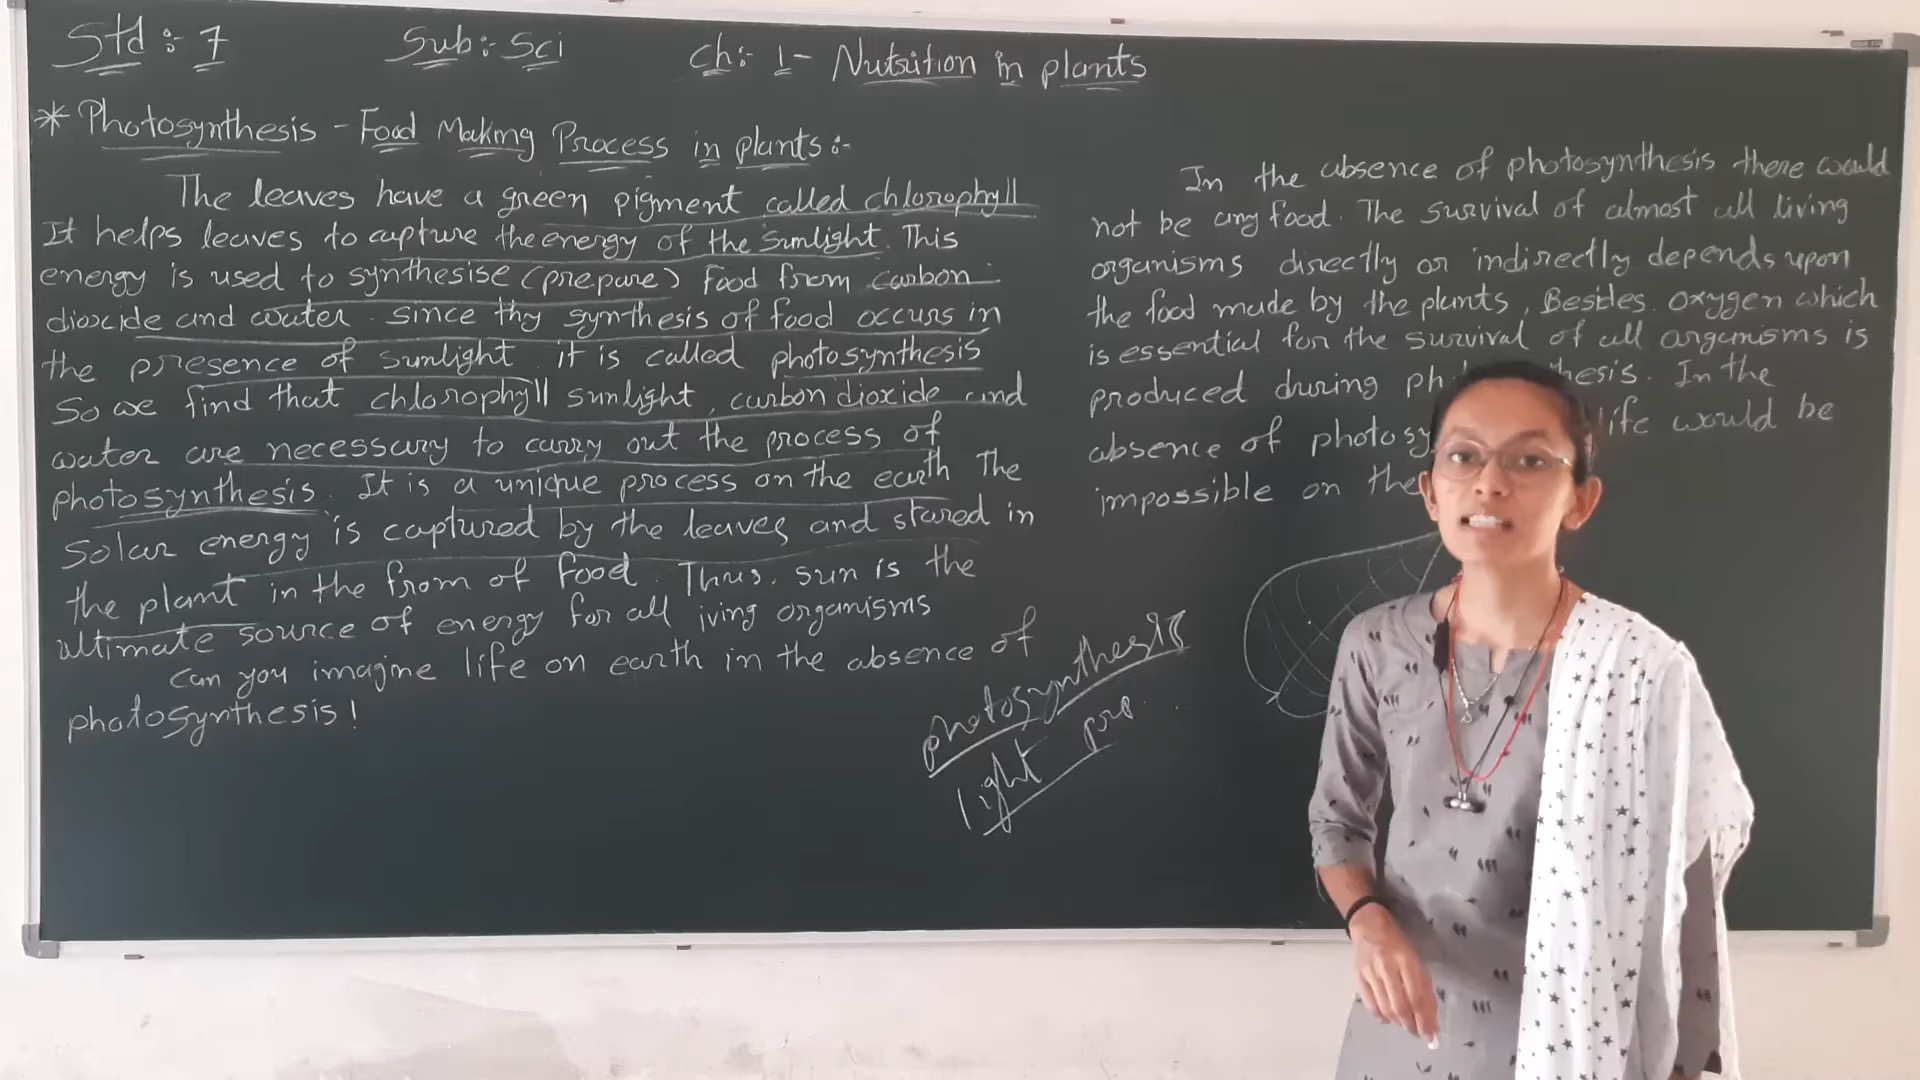 Std :- 7 Sub:- Sci Ch:- 1- Nutrition in plants
* Photosynthesis - Food Making Process in plants :-
The leaves have a green pigment called chlorophyll
It helps leaves to capture the energy of the sunlight. This
energy is used to synthesise (prepare) food from carbon
dioxide and water. since thy synthesis of food occurs in
the presence of sunlight it is called photosynthesis
So we find that chlorophyll sunlight, carbon dioxide and
water are necessary to carry out the process of
photosynthesis. It is a unique process on the earth The
Solar energy is captured by the leaves and stared in
the plant in the from of food. Thus, sun is the
ultimate source of energy for all iving organisms
Can you imagine life on earth in the absence of
photosynthesis!
In the absence of photosynthesis there would
not be any food. The survival of almost all living
organisms directly or indirectly depends upon
the food made by the plants, Besides. oxygen which
is essential for the survival of all organisms is
produced during ph thesis. In the
absence of photosy life would be
impossible on the
photosynthesis
light pro